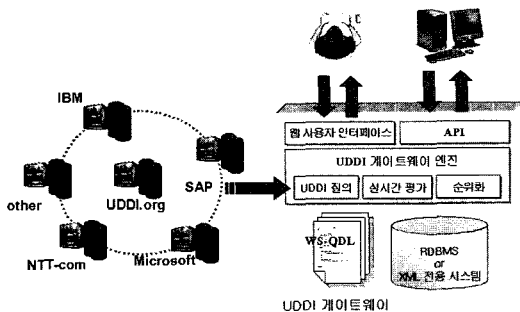 IBM
SAP
other
UDDI.org
NTT-com
Microsoft
웹 사용자 인터페이스
API
UDDI 게이트웨이 엔진
UDDI 질의
실시간 평가
순위화
WS-QDL
RDBMS
or
XML 전용 시스템
UDDI 게이트웨이